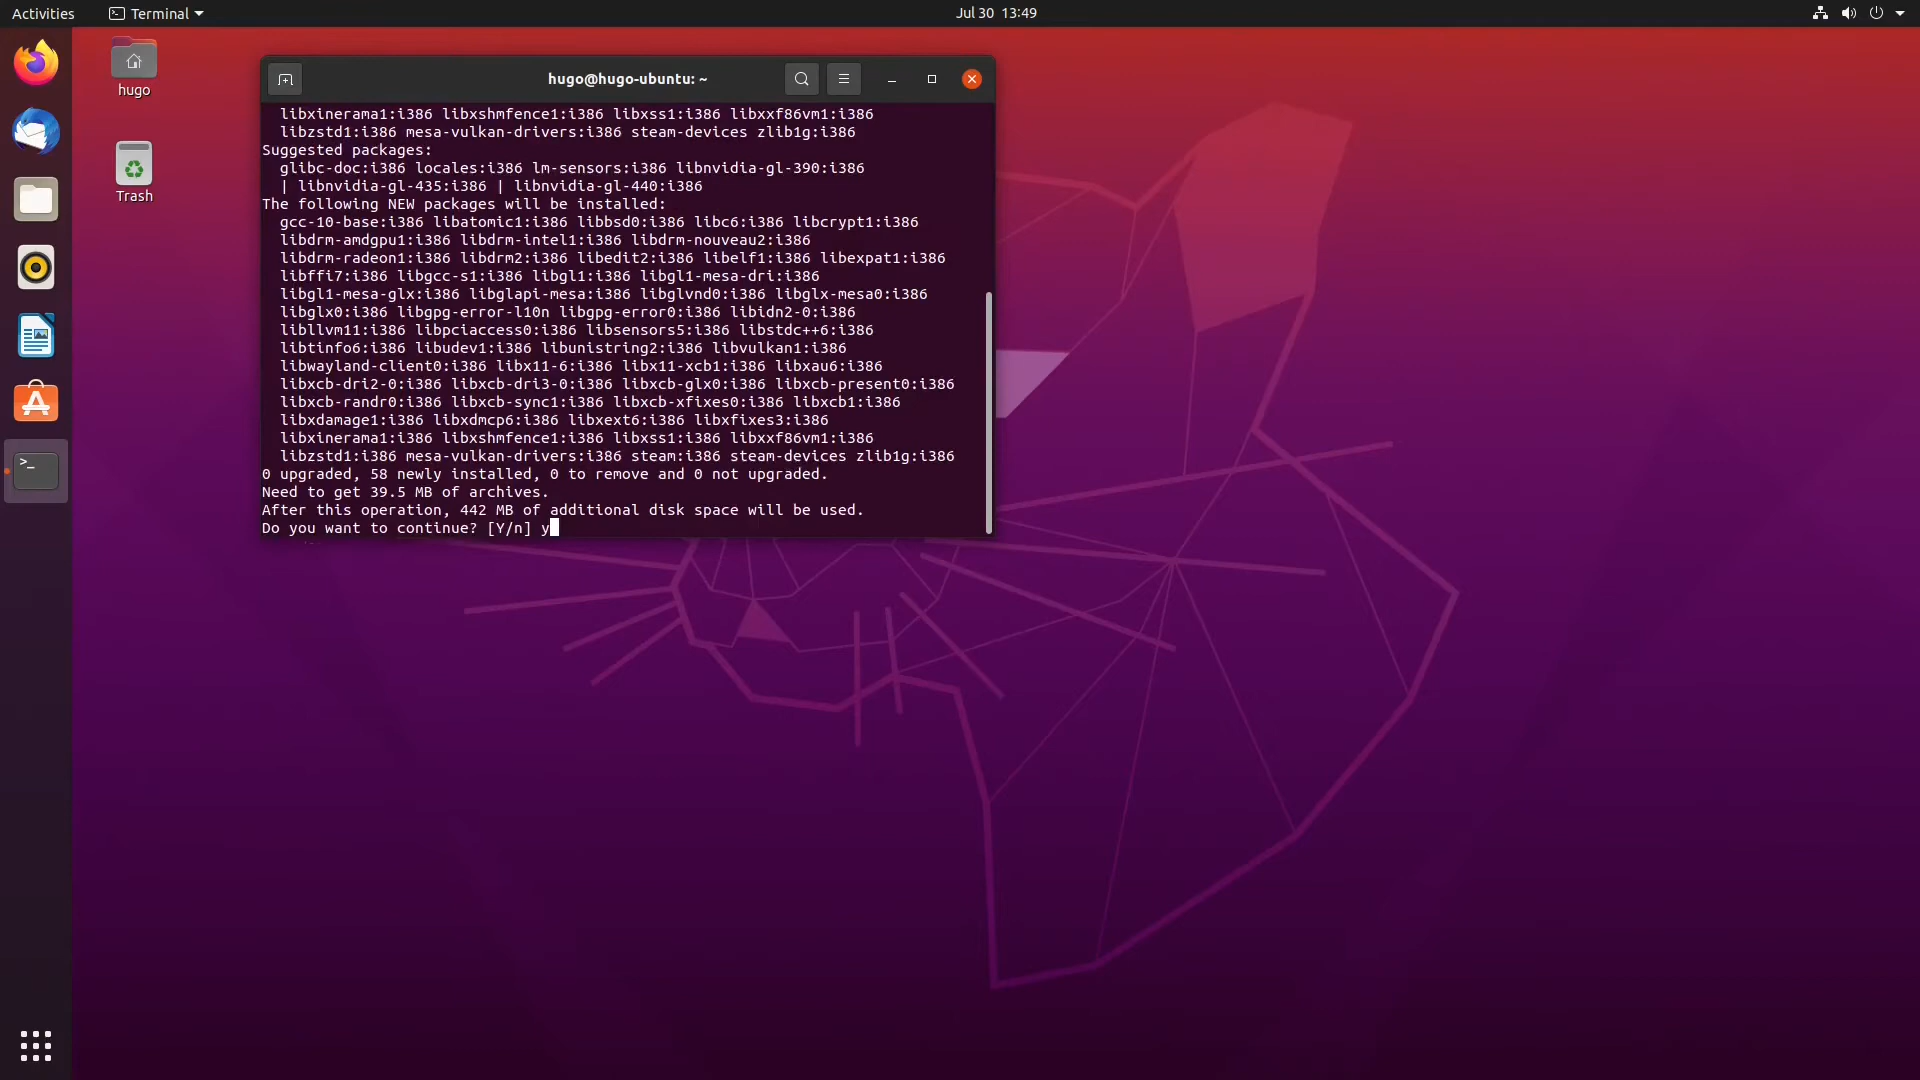 Activities
Terminal
Jul 30 13:49
hugo
Trash
hugo@hugo-ubuntu: ~
libxinerama1:i386 libxshmfence1:i386 libxss1:i386 libxxf86vm1:i386
libzstd1:i386 mesa-vulkan-drivers:i386 steam-devices zlib1g:i386
Suggested packages:
glibc-doc:i386 locales:i386 lm-sensors:i386 libnvidia-gl-390:i386
| libnvidia-gl-435:i386 | libnvidia-gl-440:i386
The following NEW packages will be installed:
gcc-10-base:i386 libatomic1:i386 libbsd0:i386 libc6:i386 libcrypt1:i386
libdrm-amdgpu1:i386 libdrm-intel1:i386 libdrm-nouveau2:i386
libdrm-radeon1:i386 libdrm2:i386 libedit2:i386 libelf1:i386 libexpat1:i386
libffi7:i386 libgcc-s1:i386 libgl1:i386 libgl1-mesa-dri:i386
libgl1-mesa-glx:i386 libglapi-mesa:i386 libglvnd0:i386 libglx-mesa0:i386
libglx0:i386 libgpg-error-l10n libgpg-error0:i386 libidn2-0:i386
libllvm11:i386 libpciaccess0:i386 libsensors5:i386 libstdc++6:i386
libtinfo6:i386 libudev1:i386 libunistring2:i386 libvulkan1:i386
libwayland-client0:i386 libx11-6:i386 libx11-xcb1:i386 libxau6:i386
libxcb-dri2-0:i386 libxcb-dri3-0:i386 libxcb-glx0:i386 libxcb-present0:i386
libxcb-randr0:i386 libxcb-sync1:i386 libxcb-xfixes0:i386 libxcb1:i386
libxdamage1:i386 libxdmcp6:i386 libxext6:i386 libxfixes3:i386
libxinerama1:i386 libxshmfence1:i386 libxss1:i386 libxxf86vm1:i386
libzstd1:i386 mesa-vulkan-drivers:i386 steam:i386 steam-devices zlib1g:i386
0 upgraded, 58 newly installed, 0 to remove and 0 not upgraded.
Need to get 39.5 MB of archives.
After this operation, 442 MB of additional disk space will be used.
Do you want to continue? [Y/n] y